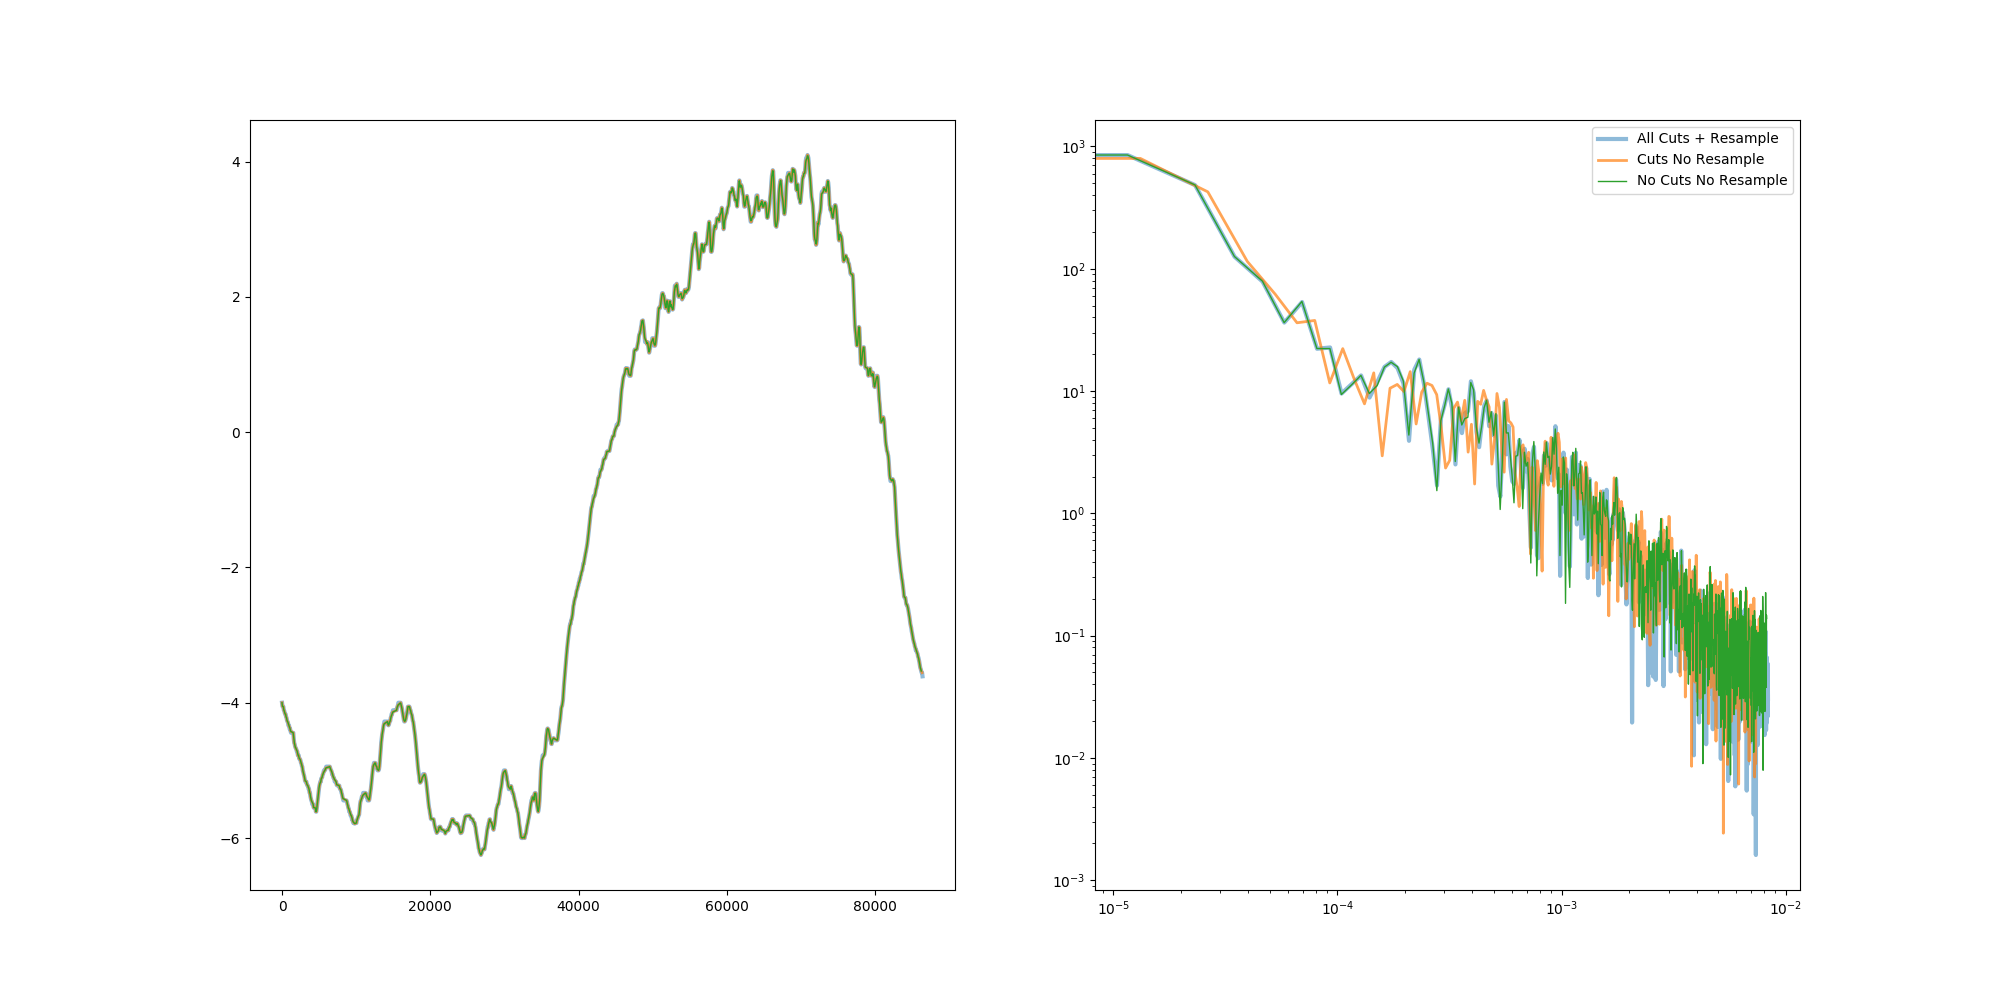 4
2
0
−2
−4
−6
0 20000 40000 60000 80000
10³
10²
10¹
10⁰
10⁻¹
10⁻²
10⁻³
10⁻⁵ 10⁻⁴ 10⁻³ 10⁻²
All Cuts + Resample
Cuts No Resample
No Cuts No Resample